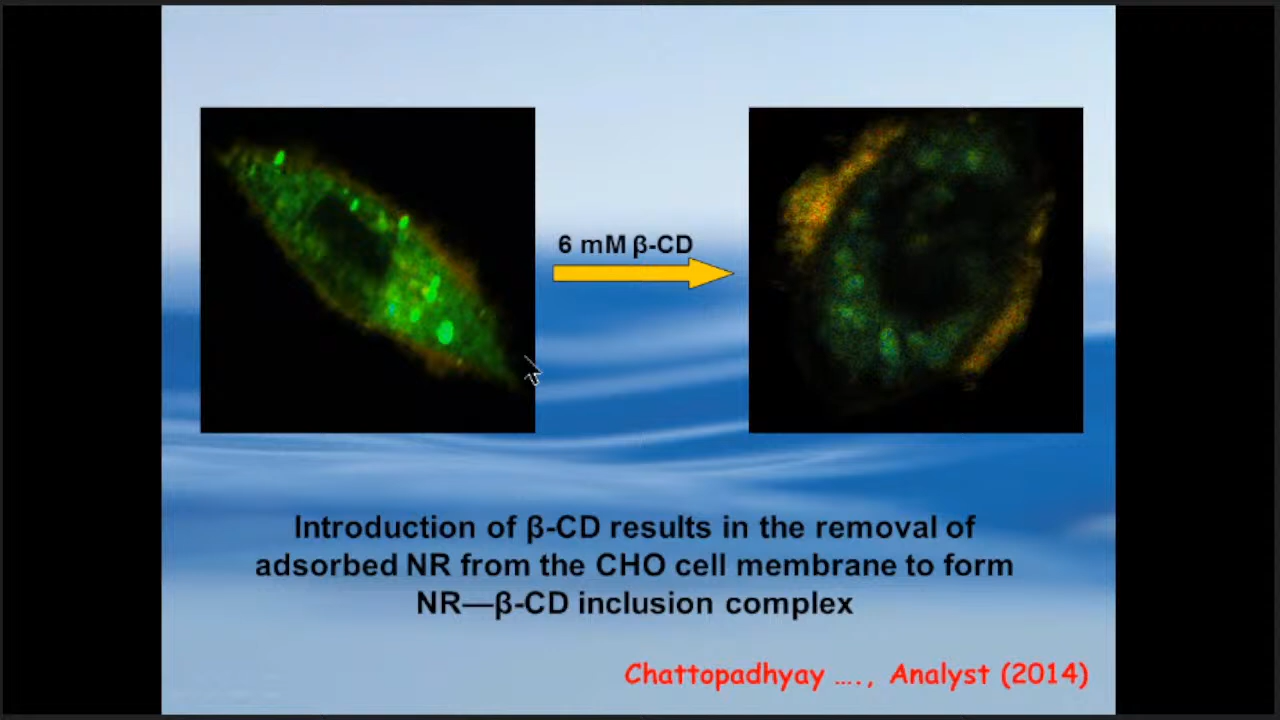 6 mM β-CD
Introduction of β-CD results in the removal of
adsorbed NR from the CHO cell membrane to form
NR—β-CD inclusion complex
Chattopadhyay …., Analyst (2014)